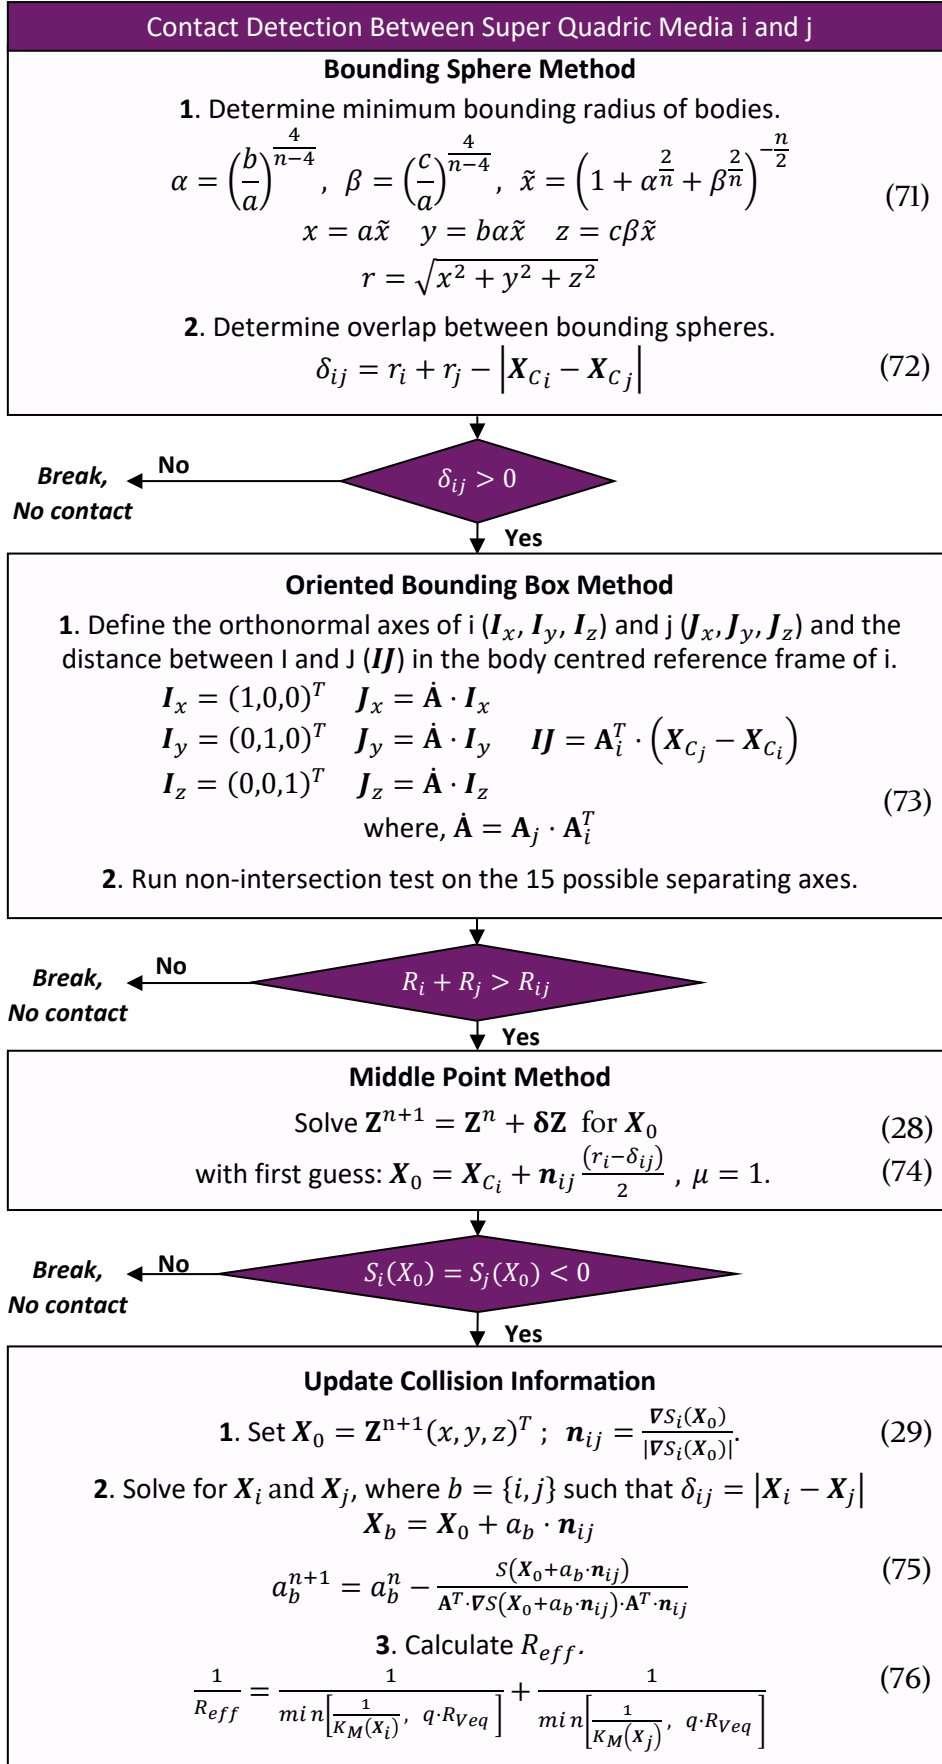 Contact Detection Between Super Quadric Media i and j
Bounding Sphere Method
1. Determine minimum bounding radius of bodies.
α = (b/a)^(4/(n−4)), β = (c/a)^(4/(n−4)), x̃ = (1 + α^(2/n) + β^(2/n))^(−n/2)
(71)
x = ax̃ y = bαx̃ z = cβx̃
r = √(x² + y² + z²)
2. Determine overlap between bounding spheres.
δ_ij = r_i + r_j − |X_{C_i} − X_{C_j}| (72)
No
Break,
No contact
δ_ij > 0
Yes
Oriented Bounding Box Method
1. Define the orthonormal axes of i (I_x, I_y, I_z) and j (J_x, J_y, J_z) and the
distance between I and J (IJ) in the body centred reference frame of i.
I_x = (1,0,0)^T J_x = Ȧ · I_x
I_y = (0,1,0)^T J_y = Ȧ · I_y IJ = A_i^T · (X_{C_j} − X_{C_i})
I_z = (0,0,1)^T J_z = Ȧ · I_z
(73)
where, Ȧ = A_j · A_i^T
2. Run non-intersection test on the 15 possible separating axes.
No
Break,
No contact
R_i + R_j > R_ij
Yes
Middle Point Method
Solve Z^{n+1} = Z^n + δZ for X_0 (28)
with first guess: X_0 = X_{C_i} + n_ij (r_i−δ_ij)/2 , μ = 1. (74)
No
Break,
No contact
S_i(X_0) = S_j(X_0) < 0
Yes
Update Collision Information
1. Set X_0 = Z^{n+1}(x, y, z)^T ; n_ij = ∇S_i(X_0)/|∇S_i(X_0)|. (29)
2. Solve for X_i and X_j, where b = {i, j} such that δ_ij = |X_i − X_j|
X_b = X_0 + a_b · n_ij
a_b^{n+1} = a_b^n − S(X_0+a_b·n_ij)/(A^T·∇S(X_0+a_b·n_ij)·A^T·n_ij) (75)
3. Calculate R_eff.
1/R_eff = 1/min[1/K_M(X_i), q·R_Veq] + 1/min[1/K_M(X_j), q·R_Veq] (76)